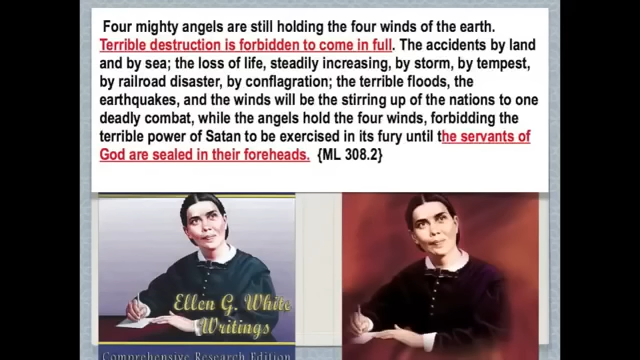 Four mighty angels are still holding the four winds of the earth.
Terrible destruction is forbidden to come in full. The accidents by land
and by sea; the loss of life, steadily increasing, by storm, by tempest,
by railroad disaster, by conflagration; the terrible floods, the
earthquakes, and the winds will be the stirring up of the nations to one
deadly combat, while the angels hold the four winds, forbidding the
terrible power of Satan to be exercised in its fury until the servants of
God are sealed in their foreheads. {ML 308.2}
Ellen G. White
Writings
Comprehensive Research Edition